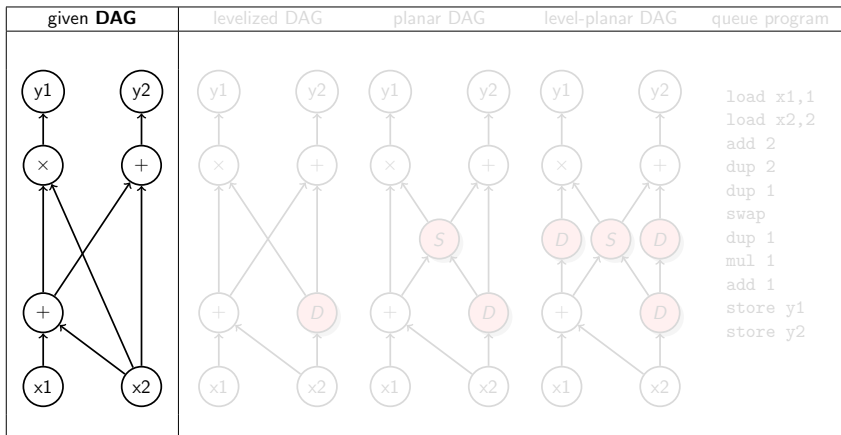 given DAG levelized DAG planar DAG level-planar DAG queue program
y1 y2 y1 y2 y1 y2 y1 y2
load x1,1
load x2,2
add 2
× + × + × + × +
dup 2
dup 1
swap
S D S D
dup 1
mul 1
add 1
+ + D + D + D
store y1
store y2
x1 x2 x1 x2 x1 x2 x1 x2